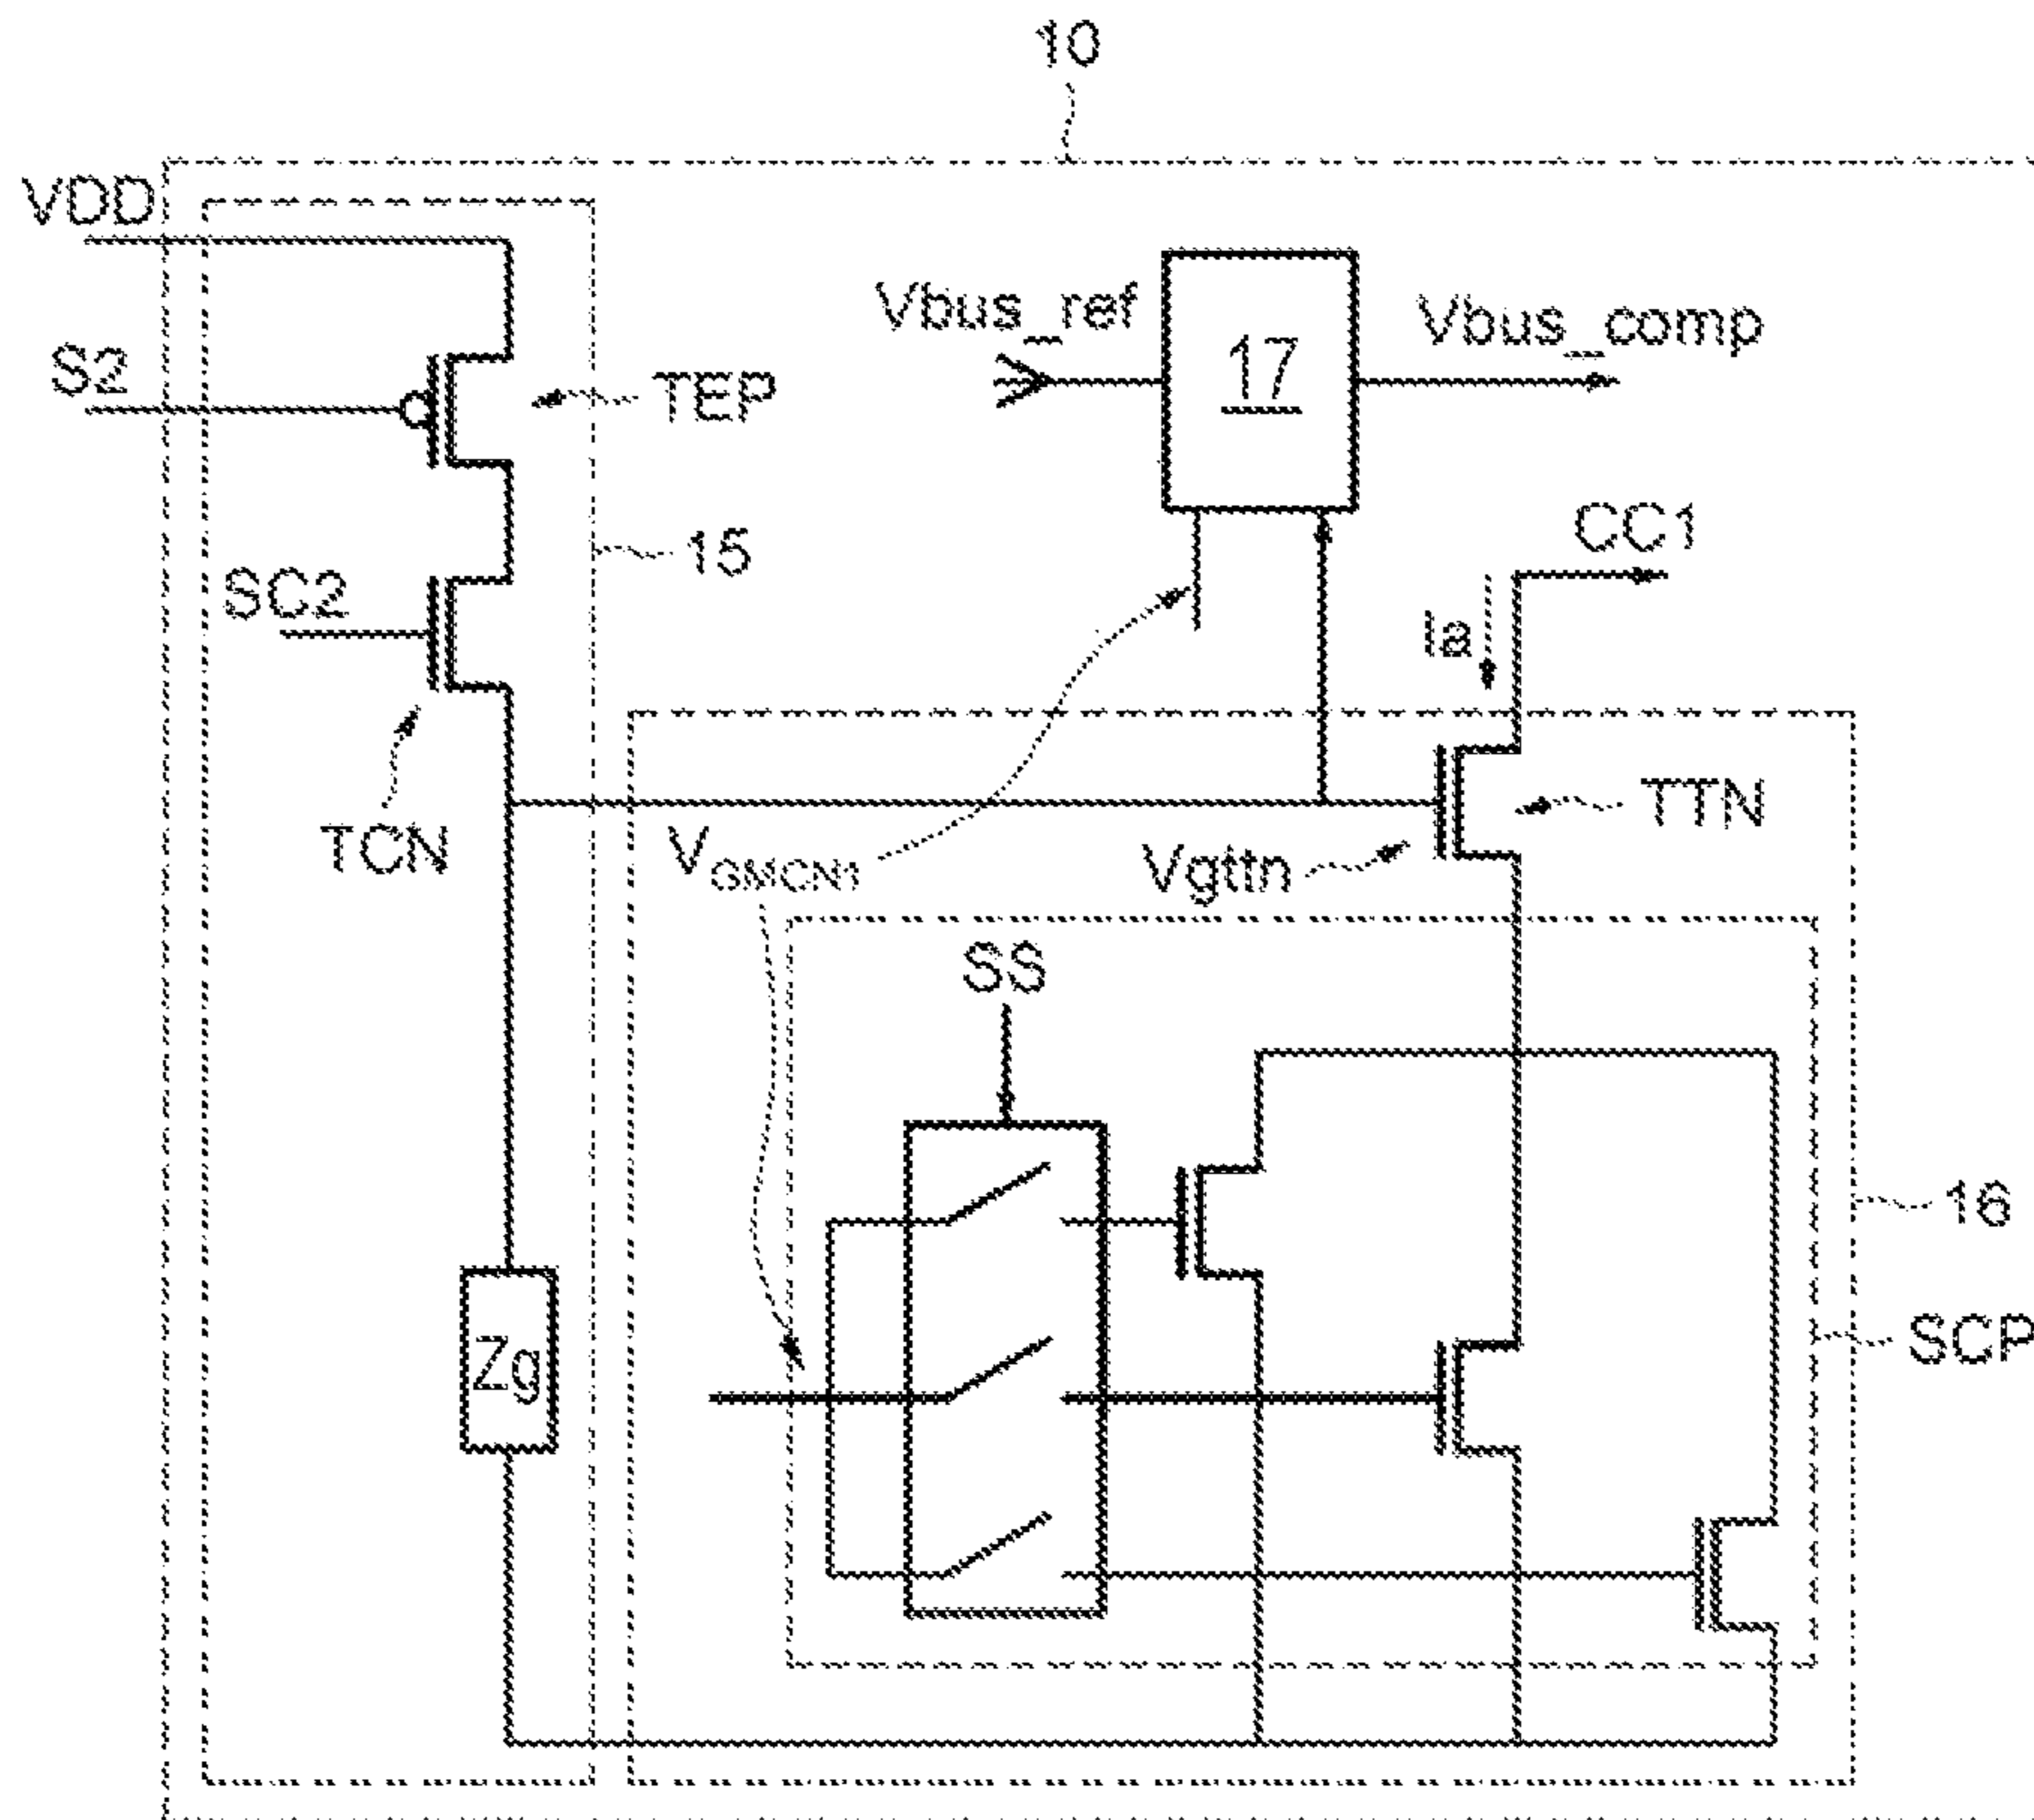 10
VDD
S2
TEP
Vbus_ref
17
Vbus_comp
CC1
15
SC2
Ia
TCN
VGMCN1
Vgttn
TTN
SS
16
SCP
Zg